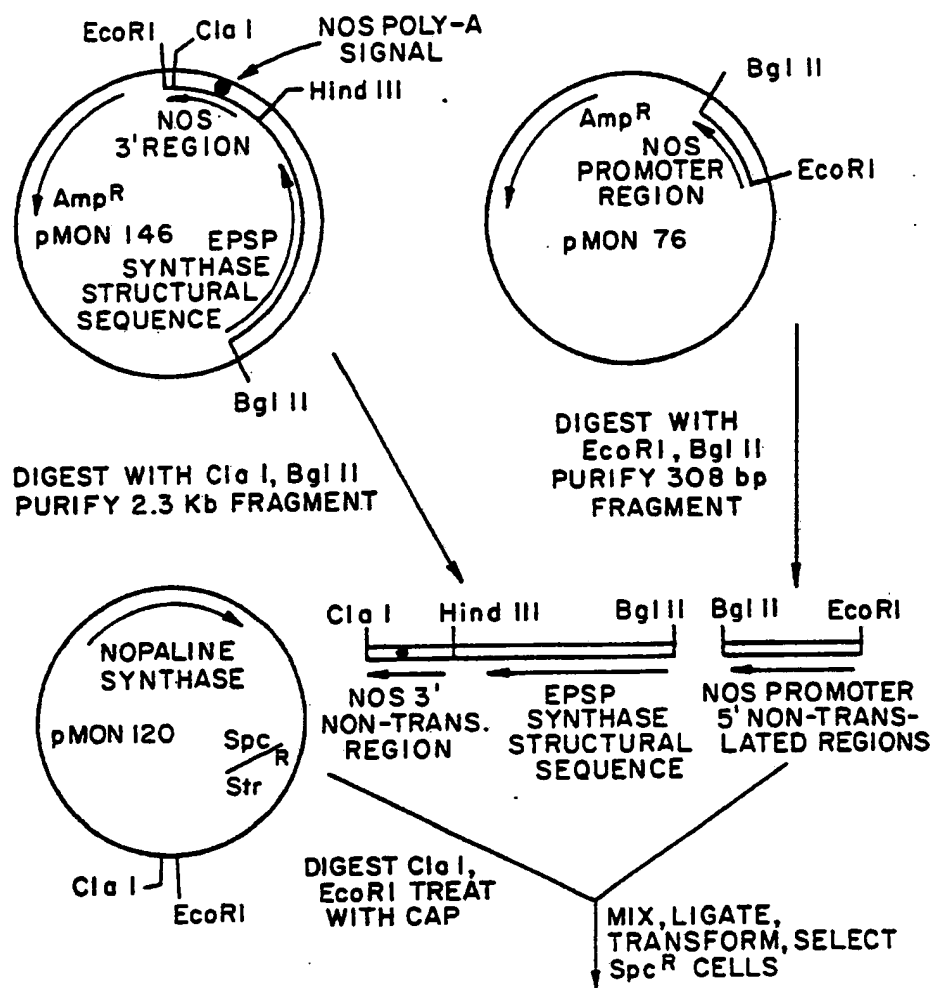 EcoRI
Cla I
NOS POLY-A
SIGNAL
Hind III
NOS
3' REGION
AmpR
pMON 146
EPSP
SYNTHASE
STRUCTURAL
SEQUENCE
Bgl II
Bgl II
AmpR
NOS
PROMOTER
REGION
EcoRI
pMON 76
DIGEST WITH Cla I, Bgl II
PURIFY 2.3 Kb FRAGMENT
DIGEST WITH
EcoRI, Bgl II
PURIFY 308 bp
FRAGMENT
NOPALINE
SYNTHASE
pMON 120
Spc
R
Str
Cla I
EcoRI
Cla I
Hind III
Bgl II
Bgl II
EcoRI
NOS 3'
NON-TRANS.
REGION
EPSP
SYNTHASE
STRUCTURAL
SEQUENCE
NOS PROMOTER
5' NON-TRANS-
LATED REGIONS
DIGEST Cla I,
EcoRI TREAT
WITH CAP
MIX, LIGATE,
TRANSFORM, SELECT
SpcR CELLS